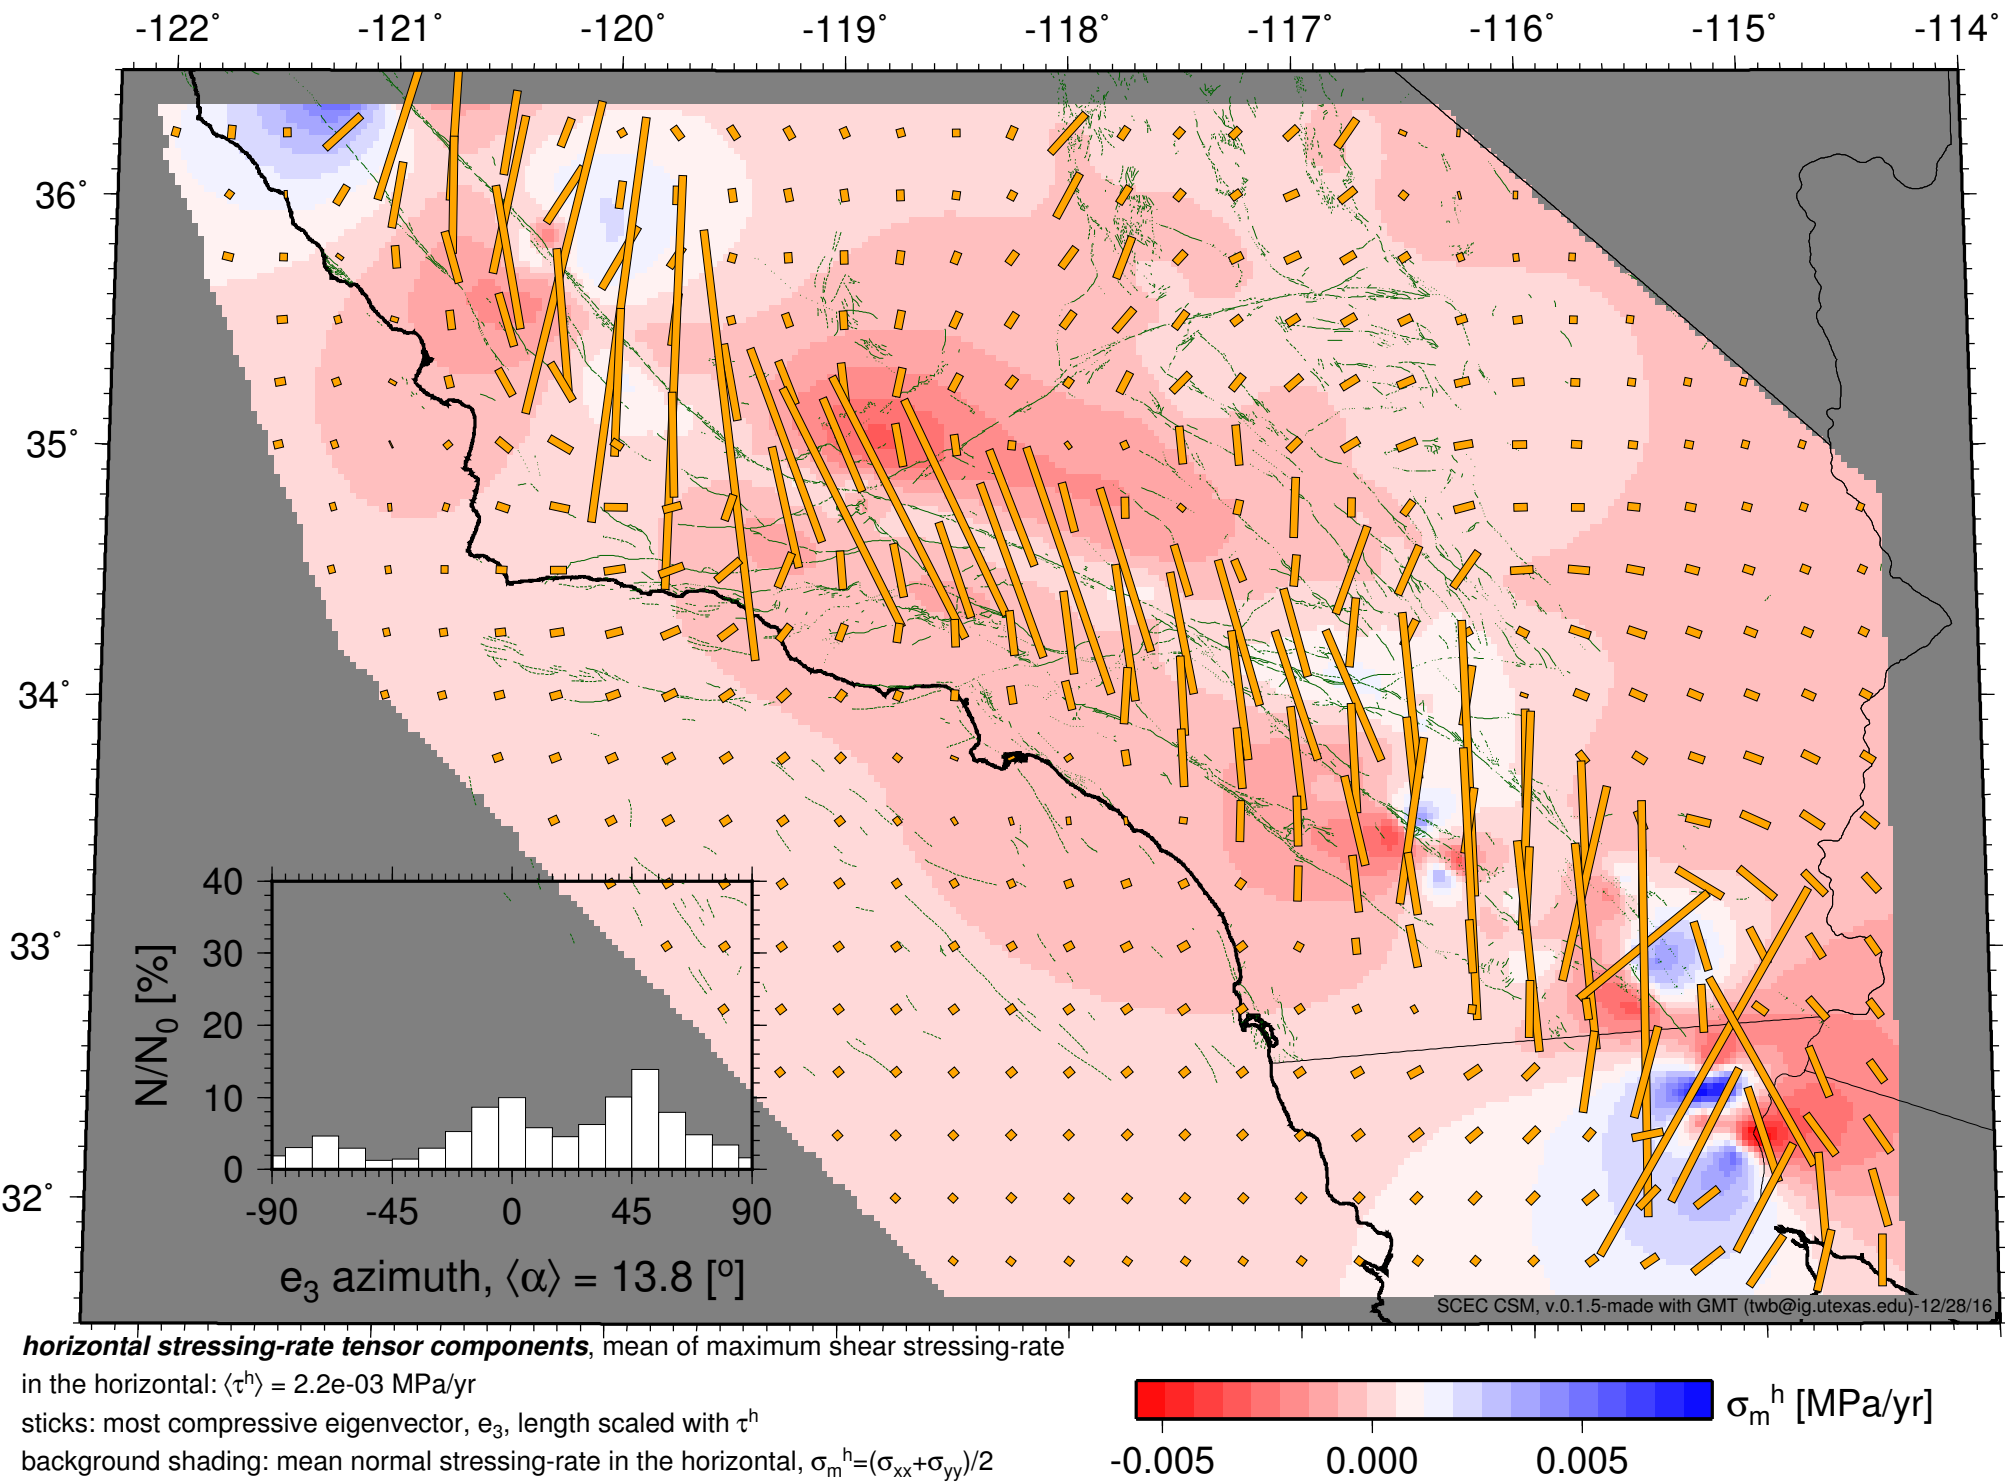 -122˚ -121˚ -120˚ -119˚ -118˚ -117˚ -116˚ -115˚ -114˚
36˚
35˚
34˚
33˚
32˚
40
30
20
10
0
N/N0 [%]
-90 -45 0 45 90
e3 azimuth, ⟨α⟩ = 13.8 [º]
SCEC CSM, v.0.1.5-made with GMT (twb@ig.utexas.edu)-12/28/16
horizontal stressing-rate tensor components, mean of maximum shear stressing-rate
in the horizontal: ⟨τh⟩ = 2.2e-03 MPa/yr
sticks: most compressive eigenvector, e3, length scaled with τh
background shading: mean normal stressing-rate in the horizontal, σmh=(σxx+σyy)/2
σmh [MPa/yr]
-0.005 0.000 0.005